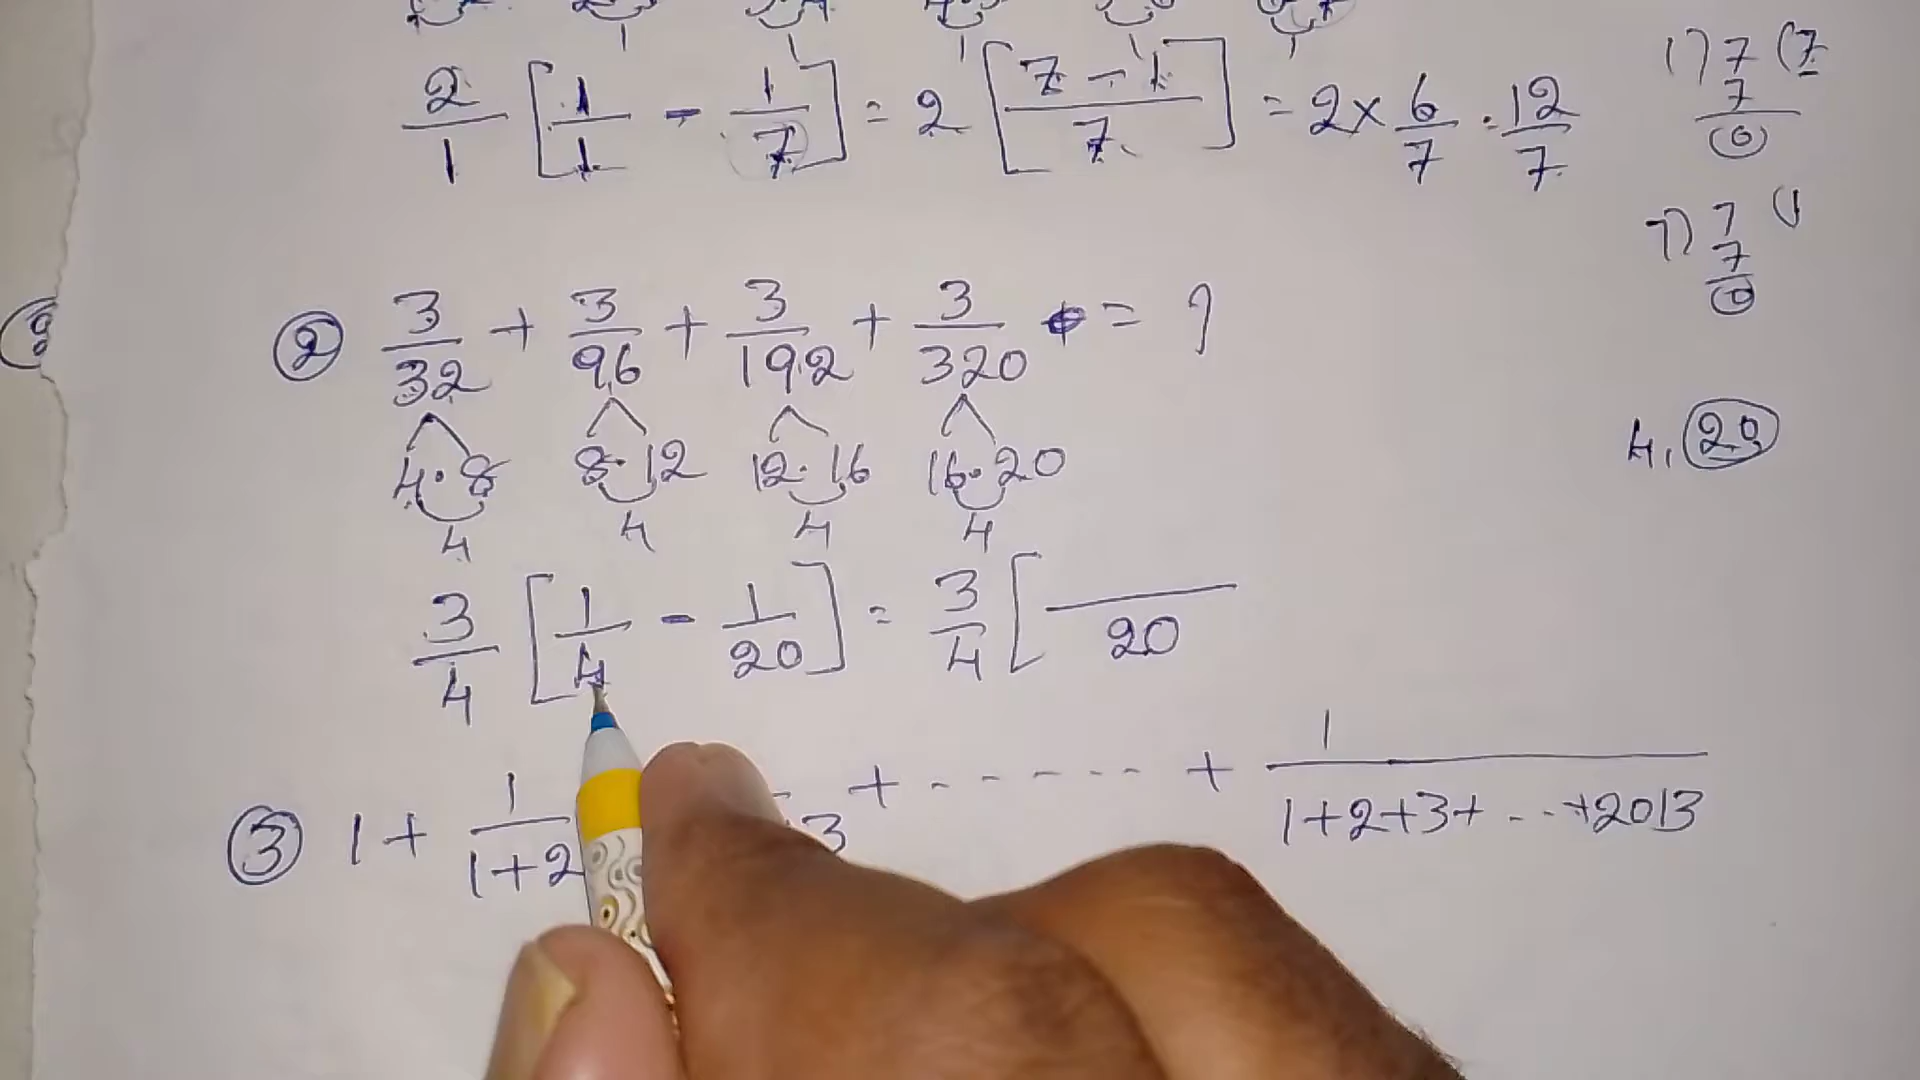 2/1 [1/1 - 1/7] = 2 [7-1/7] = 2 × 6/7 · 12/7
1) 7 (7
7
0
7) 7 (1
7
0
② 3/32 + 3/96 + 3/192 + 3/320 = ?
4·8 8·12 12·16 16·20
4 4 4 4
4, 20
3/4 [1/4 - 1/20] = 3/4 [ /20
③ 1 + 1/1+2 3 + ------ + 1/1+2+3+...+2013